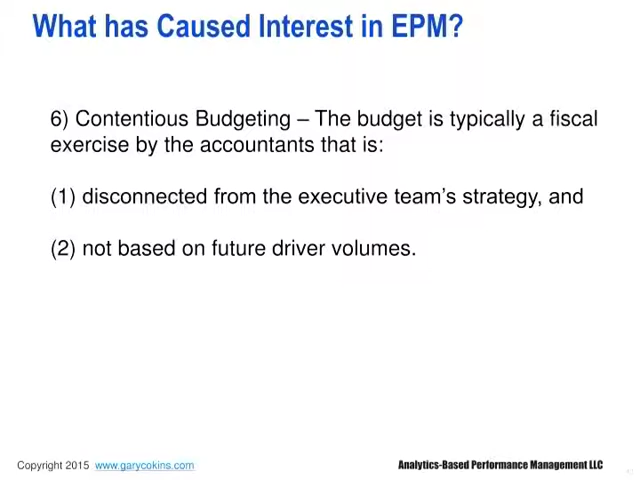 What has Caused Interest in EPM?
6) Contentious Budgeting – The budget is typically a fiscal
exercise by the accountants that is:
(1) disconnected from the executive team's strategy, and
(2) not based on future driver volumes.
Copyright 2015 www.garycokins.com
Analytics-Based Performance Management LLC